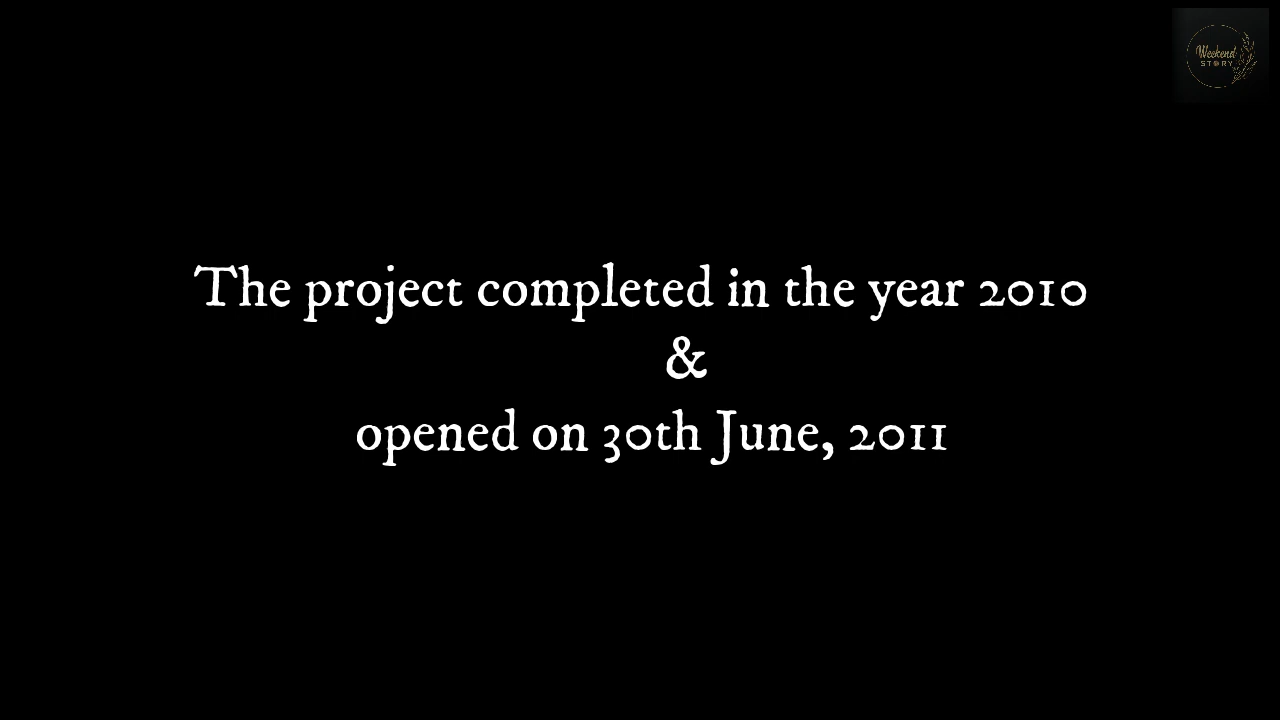 Weekend
STORY
The project completed in the year 2010
&
opened on 30th June, 2011